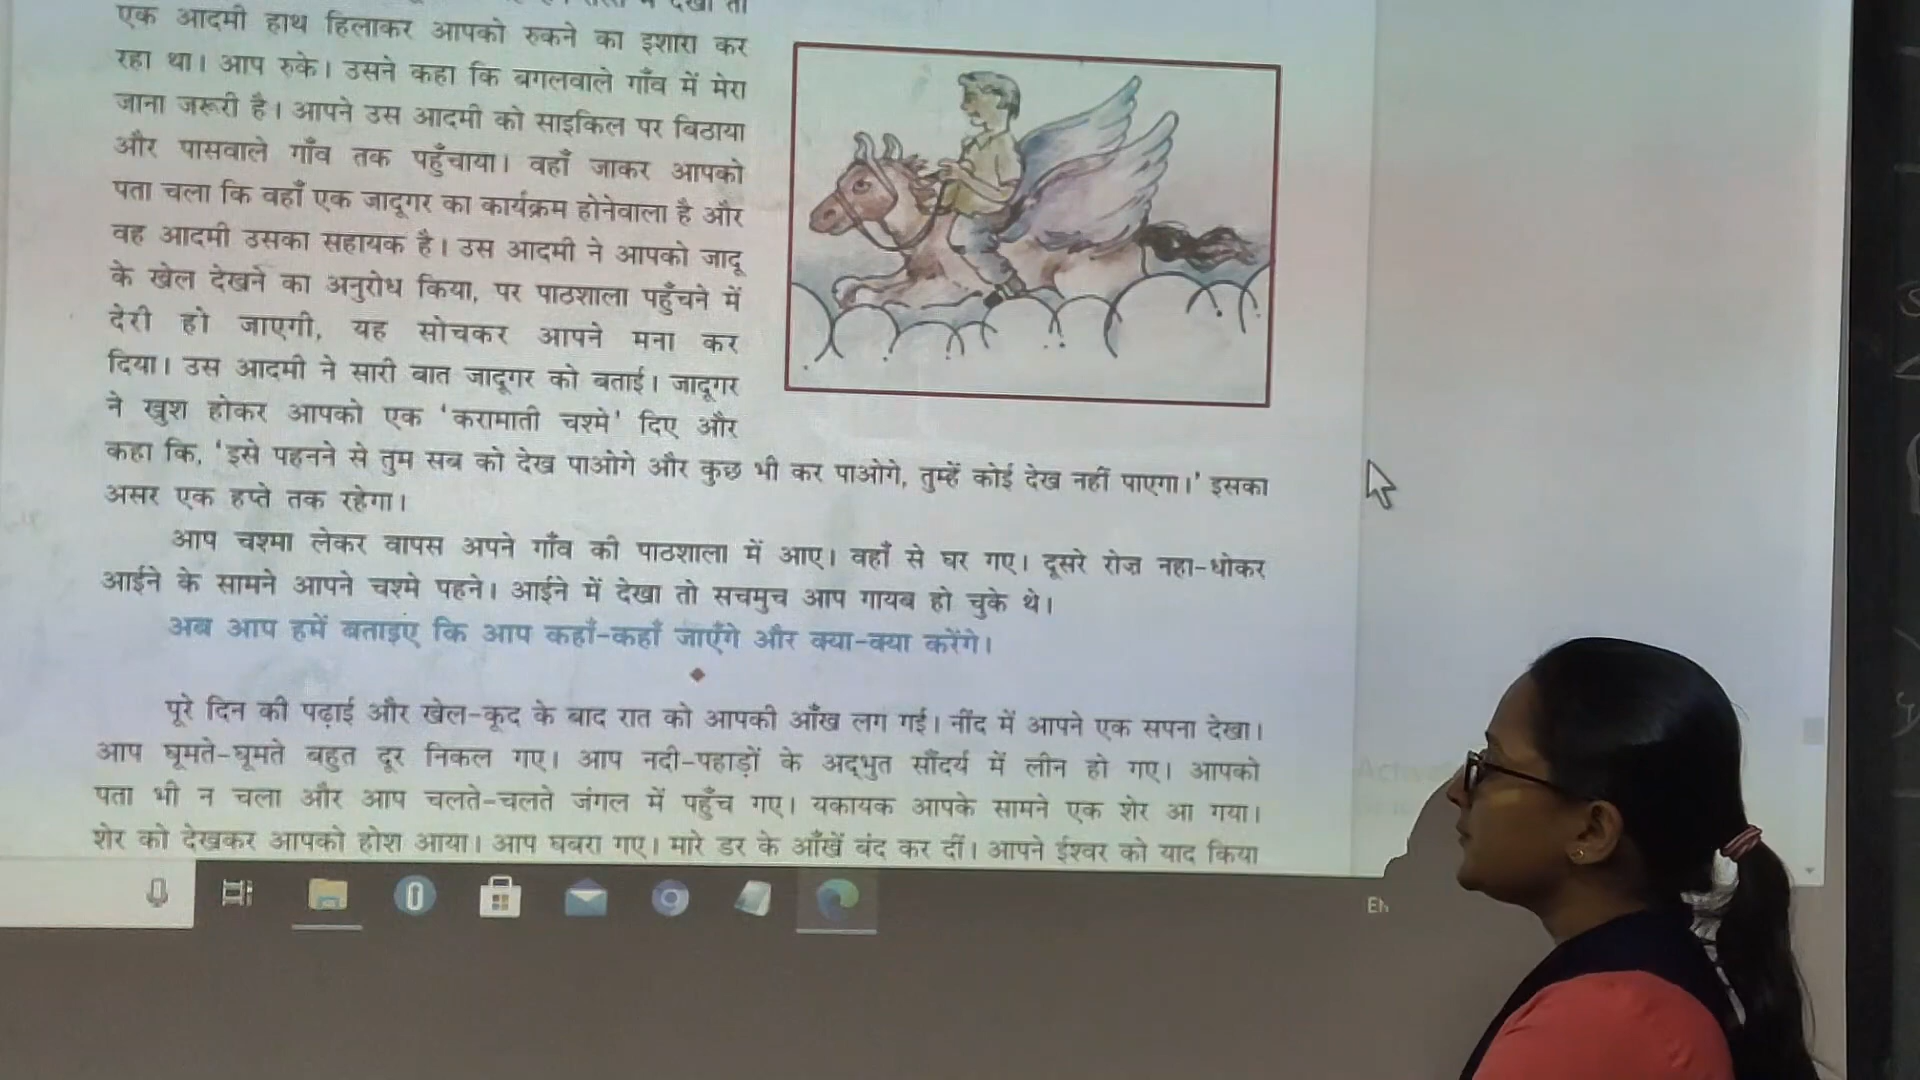 एक आदमी हाथ हिलाकर आपको रुकने का इशारा कर
रहा था। आप रुके। उसने कहा कि बगलवाले गाँव में मेरा
जाना जरूरी है। आपने उस आदमी को साइकिल पर बिठाया
और पासवाले गाँव तक पहुँचाया। वहाँ जाकर आपको
पता चला कि वहाँ एक जादूगर का कार्यक्रम होनेवाला है और
वह आदमी उसका सहायक है। उस आदमी ने आपको जादू
के खेल देखने का अनुरोध किया, पर पाठशाला पहुँचने में
देरी हो जाएगी, यह सोचकर आपने मना कर
दिया। उस आदमी ने सारी बात जादूगर को बताई। जादूगर
ने खुश होकर आपको एक 'करामाती चश्मे' दिए और
कहा कि, 'इसे पहनने से तुम सब को देख पाओगे और कुछ भी कर पाओगे, तुम्हें कोई देख नहीं पाएगा।' इसका
असर एक हप्ते तक रहेगा।
आप चश्मा लेकर वापस अपने गाँव की पाठशाला में आए। वहाँ से घर गए। दूसरे रोज़ नहा-धोकर
आईने के सामने आपने चश्मे पहने। आईने में देखा तो सचमुच आप गायब हो चुके थे।
अब आप हमें बताइए कि आप कहाँ-कहाँ जाएँगे और क्या-क्या करेंगे।
पूरे दिन की पढ़ाई और खेल-कूद के बाद रात को आपकी आँख लग गई। नींद में आपने एक सपना देखा।
आप घूमते-घूमते बहुत दूर निकल गए। आप नदी-पहाड़ों के अद्भुत सौंदर्य में लीन हो गए। आपको
पता भी न चला और आप चलते-चलते जंगल में पहुँच गए। यकायक आपके सामने एक शेर आ गया।
शेर को देखकर आपको होश आया। आप घबरा गए। मारे डर के आँखें बंद कर दीं। आपने ईश्वर को याद किया